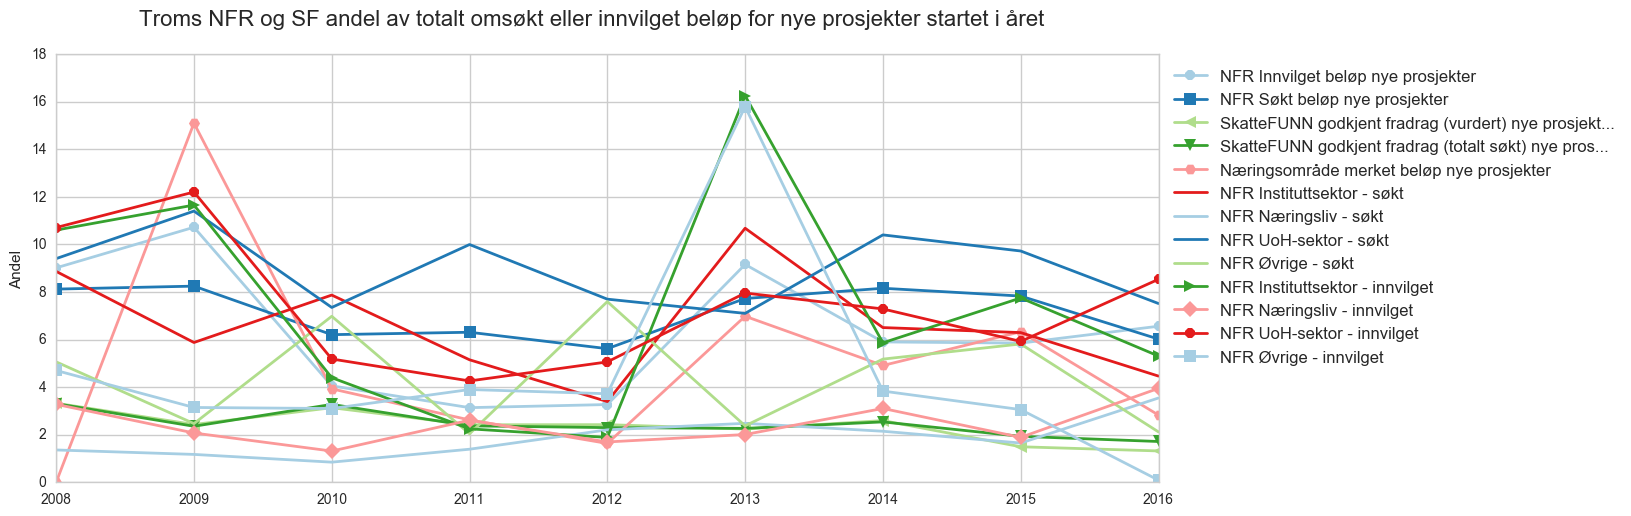 Troms NFR og SF andel av totalt omsøkt eller innvilget beløp for nye prosjekter startet i året
Andel
18
16
14
12
10
8
6
4
2
0
2008
2009
2010
2011
2012
2013
2014
2015
2016
NFR Innvilget beløp nye prosjekter
NFR Søkt beløp nye prosjekter
SkatteFUNN godkjent fradrag (vurdert) nye prosjekt...
SkatteFUNN godkjent fradrag (totalt søkt) nye pros...
Næringsområde merket beløp nye prosjekter
NFR Instituttsektor - søkt
NFR Næringsliv - søkt
NFR UoH-sektor - søkt
NFR Øvrige - søkt
NFR Instituttsektor - innvilget
NFR Næringsliv - innvilget
NFR UoH-sektor - innvilget
NFR Øvrige - innvilget